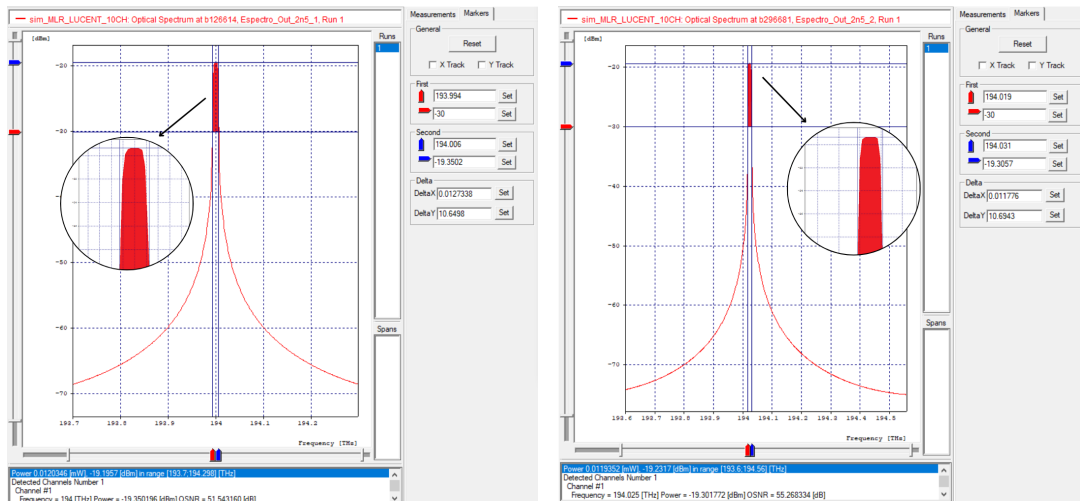 sim_MLR_LUCENT_10CH: Optical Spectrum at b126614, Espectro_Out_2n5_1, Run 1
[dBm]
-20
-30
-40
-50
-60
-70
193.7
193.8
193.9
194
194.1
194.2
Frequency [THz]
Runs
1
Spans
Measurements
Markers
General
Reset
X Track
Y Track
First
193.994
Set
-30
Set
Second
194.006
Set
-19.3502
Set
Delta
DeltaX
0.0127338
Set
DeltaY
10.6498
Set
Power 0.0120346 [mW], -19.1957 [dBm] in range [193.7;194.298] [THz]
Detected Channels Number 1
Channel #1
Frequency = 194 [THz] Power = -19.350196 [dBm] OSNR = 51.543160 [dB]
sim_MLR_LUCENT_10CH: Optical Spectrum at b296681, Espectro_Out_2n5_2, Run 1
[dBm]
-20
-30
-40
-50
-60
-70
193.6
193.7
193.8
193.9
194
194.1
194.2
194.3
194.4
194.5
Frequency [THz]
Runs
1
Spans
Measurements
Markers
General
Reset
X Track
Y Track
First
194.019
Set
-30
Set
Second
194.031
Set
-19.3057
Set
Delta
DeltaX
0.011776
Set
DeltaY
10.6943
Set
Power 0.0119352 [mW], -19.2317 [dBm] in range [193.6;194.56] [THz]
Detected Channels Number 1
Channel #1
Frequency = 194.025 [THz] Power = -19.301772 [dBm] OSNR = 55.268334 [dB]